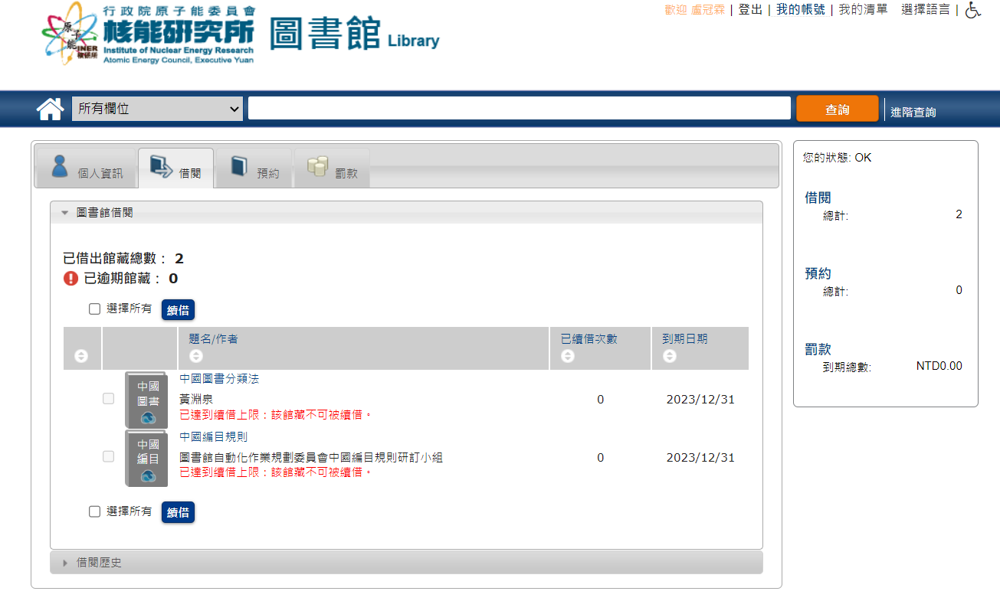 行政院原子能委員會
核能研究所
Institute of Nuclear Energy Research
Atomic Energy Council, Executive Yuan
原子能
INER
核研所
圖書館 Library
歡迎 盧冠霖 | 登出 | 我的帳號 | 我的清單 選擇語言 |
所有欄位
查詢
進階查詢
個人資訊
借閱
預約
罰款
圖書館借閱
已借出館藏總數： 2
已逾期館藏： 0
選擇所有 續借
題名/作者 已續借次數 到期日期
中國圖書
中國圖書分類法
黃淵泉 0 2023/12/31
已達到續借上限：該館藏不可被續借。
中國編目
中國編目規則
圖書館自動化作業規劃委員會中國編目規則研訂小組 0 2023/12/31
已達到續借上限：該館藏不可被續借。
選擇所有 續借
借閱歷史
您的狀態: OK
借閱
總計: 2
預約
總計: 0
罰款
到期總數: NTD0.00